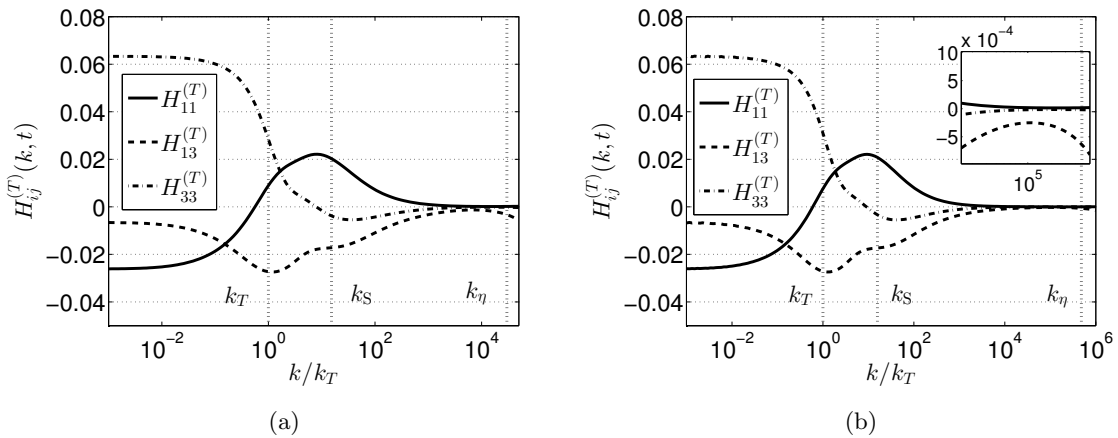 0.08
0.06
0.04
0.02
0
−0.02
−0.04
H_{ij}^{(T)}(k, t)
H_{11}^{(T)}
H_{13}^{(T)}
H_{33}^{(T)}
k_T
k_S
k_η
10^{−2} 10^{0} 10^{2} 10^{4}
k/k_T
(a)
0.08
0.06
0.04
0.02
0
−0.02
−0.04
H_{ij}^{(T)}(k, t)
H_{11}^{(T)}
H_{13}^{(T)}
H_{33}^{(T)}
10 x 10^{−4}
5
0
−5
10^{5}
k_T
k_S
k_η
10^{−2} 10^{0} 10^{2} 10^{4} 10^{6}
k/k_T
(b)